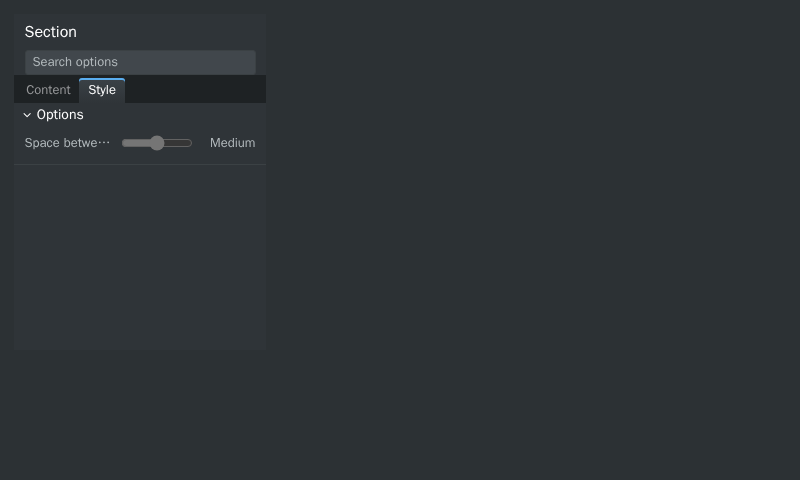 Section
Search options
Content Style
Options
Space betwe··· Medium